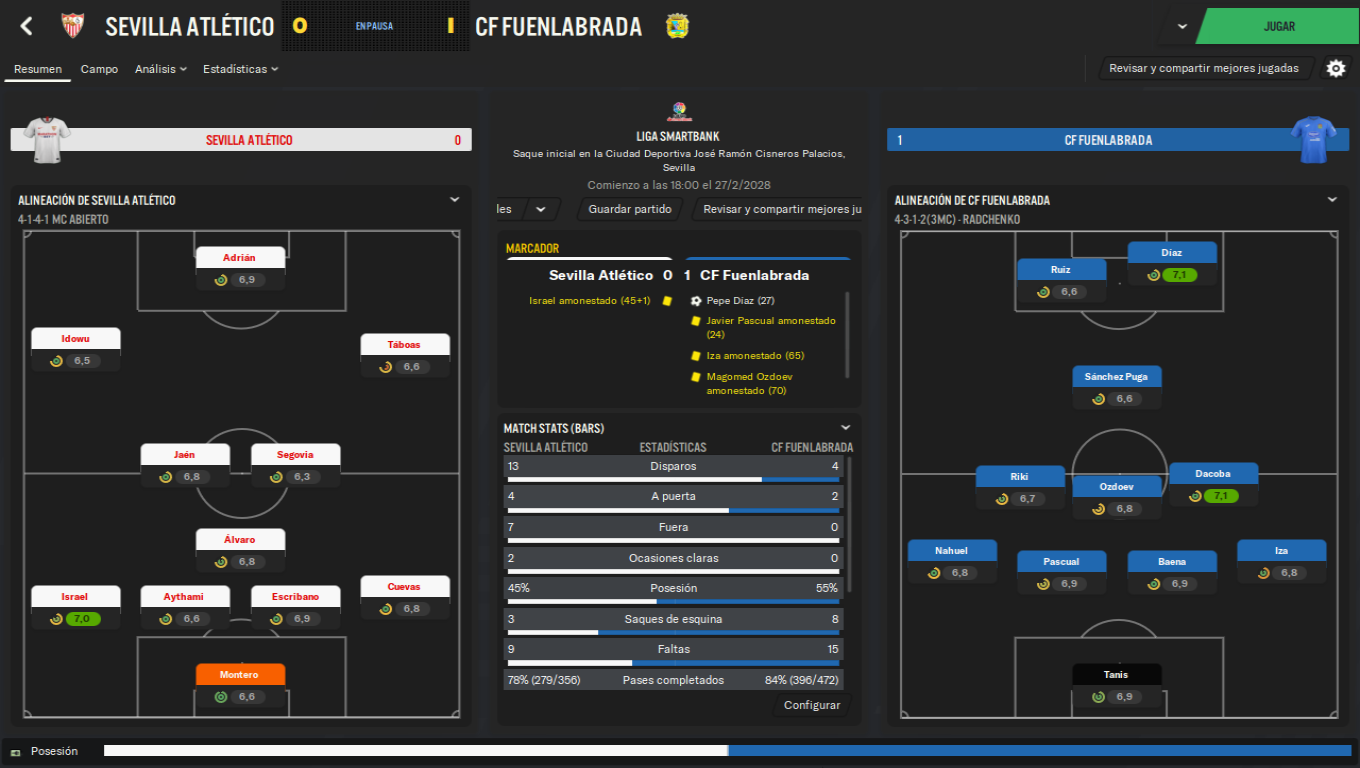 SEVILLA ATLÉTICO 0 EN PAUSA 1 CF FUENLABRADA
JUGAR
Resumen Campo Análisis Estadísticas
Revisar y compartir mejores jugadas
SEVILLA ATLÉTICO 0
ALINEACIÓN DE SEVILLA ATLÉTICO
4-1-4-1 MC ABIERTO
Adrián
6,9
Idowu
6,5
Táboas
6,6
Jaén
6,8
Segovia
6,3
Álvaro
6,8
Israel
7,0
Aythami
6,6
Escribano
6,9
Cuevas
6,8
Montero
6,6
LIGA SMARTBANK
Saque inicial en la Ciudad Deportiva José Ramón Cisneros Palacios,
Sevilla
Comienzo a las 18:00 el 27/2/2028
les Guardar partido Revisar y compartir mejores ju
MARCADOR
Sevilla Atlético 0 1 CF Fuenlabrada
Israel amonestado (45+1)
Pepe Díaz (27)
Javier Pascual amonestado
(24)
Iza amonestado (65)
Magomed Ozdoev
amonestado (70)
MATCH STATS (BARS)
SEVILLA ATLÉTICO ESTADÍSTICAS CF FUENLABRADA
13 Disparos 4
4 A puerta 2
7 Fuera 0
2 Ocasiones claras 0
45% Posesión 55%
3 Saques de esquina 8
9 Faltas 15
78% (279/356) Pases completados 84% (396/472)
Configurar
1 CF FUENLABRADA
ALINEACIÓN DE CF FUENLABRADA
4-3-1-2(3MC) - RADCHENKO
Ruiz
6,6
Díaz
7,1
Sánchez Puga
6,6
Riki
6,7
Ozdoev
6,8
Dacoba
7,1
Nahuel
6,8
Pascual
6,9
Baena
6,9
Iza
6,8
Tanis
6,9
Posesión